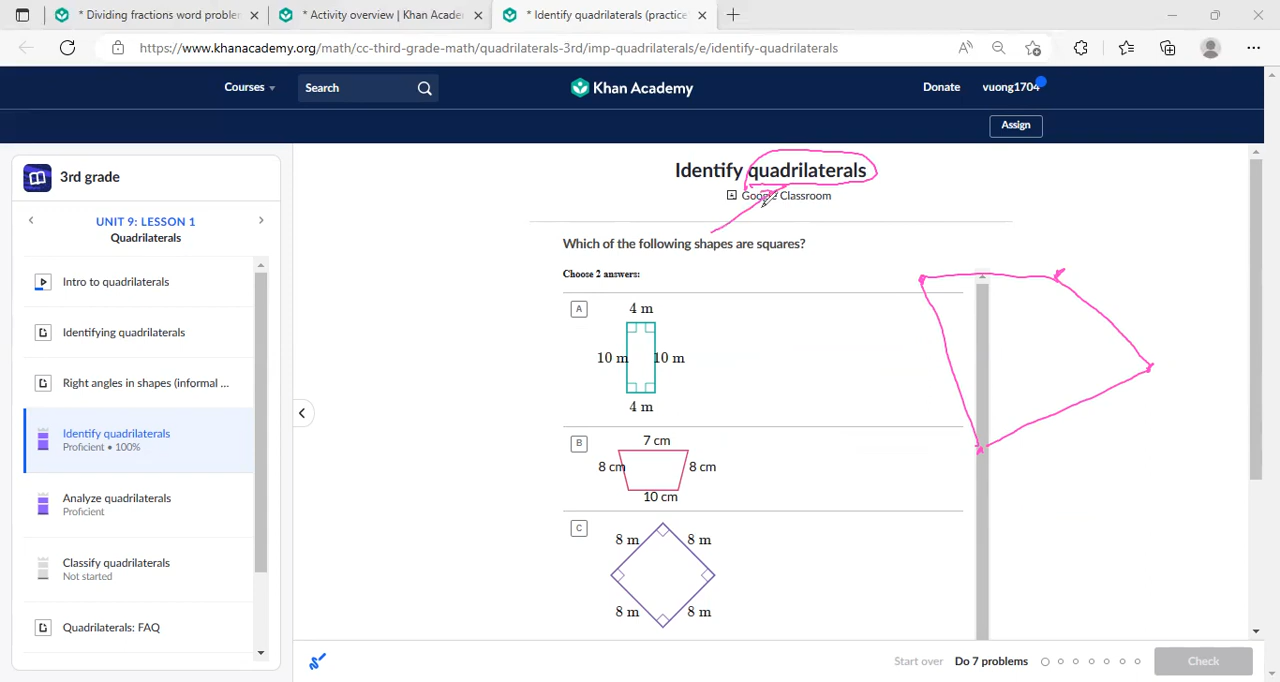 * Dividing fractions word proble
* Activity overview | Khan Acade
* Identify quadrilaterals (practice
https://www.khanacademy.org/math/cc-third-grade-math/quadrilaterals-3rd/imp-quadrilaterals/e/identify-quadrilaterals
Courses
Search
Khan Academy
Donate
vuong1704
Assign
3rd grade
UNIT 9: LESSON 1
Quadrilaterals
Intro to quadrilaterals
Identifying quadrilaterals
Right angles in shapes (informal ...
Identify quadrilaterals
Proficient • 100%
Analyze quadrilaterals
Proficient
Classify quadrilaterals
Not started
Quadrilaterals: FAQ
Identify quadrilaterals
Google Classroom
Which of the following shapes are squares?
Choose 2 answers:
A
4 m
10 m 10 m
4 m
B
7 cm
8 cm 8 cm
10 cm
C
8 m 8 m
8 m 8 m
Start over
Do 7 problems
Check